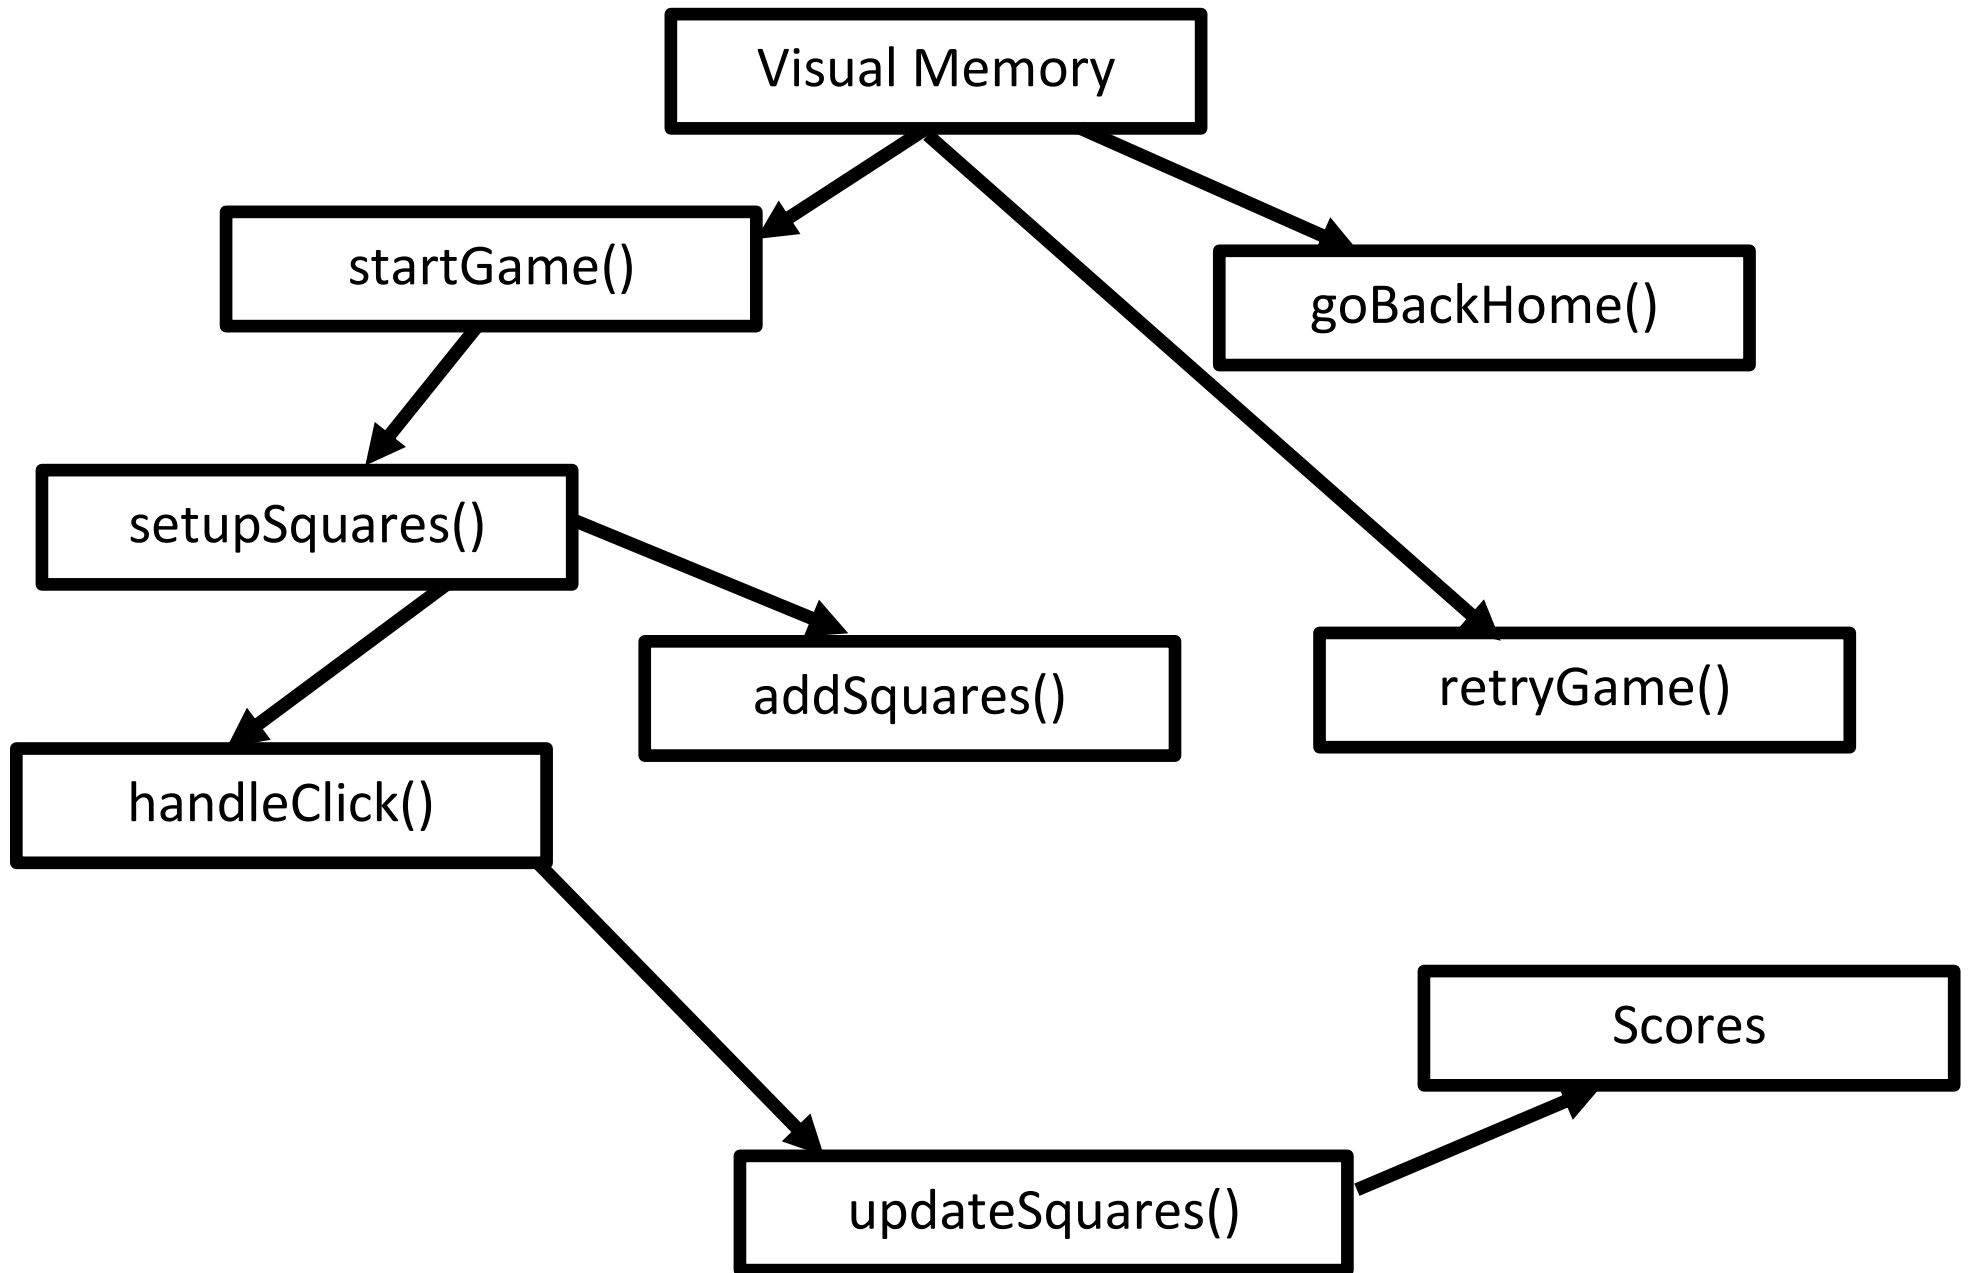 Visual Memory
startGame()
goBackHome()
setupSquares()
addSquares()
retryGame()
handleClick()
Scores
updateSquares()